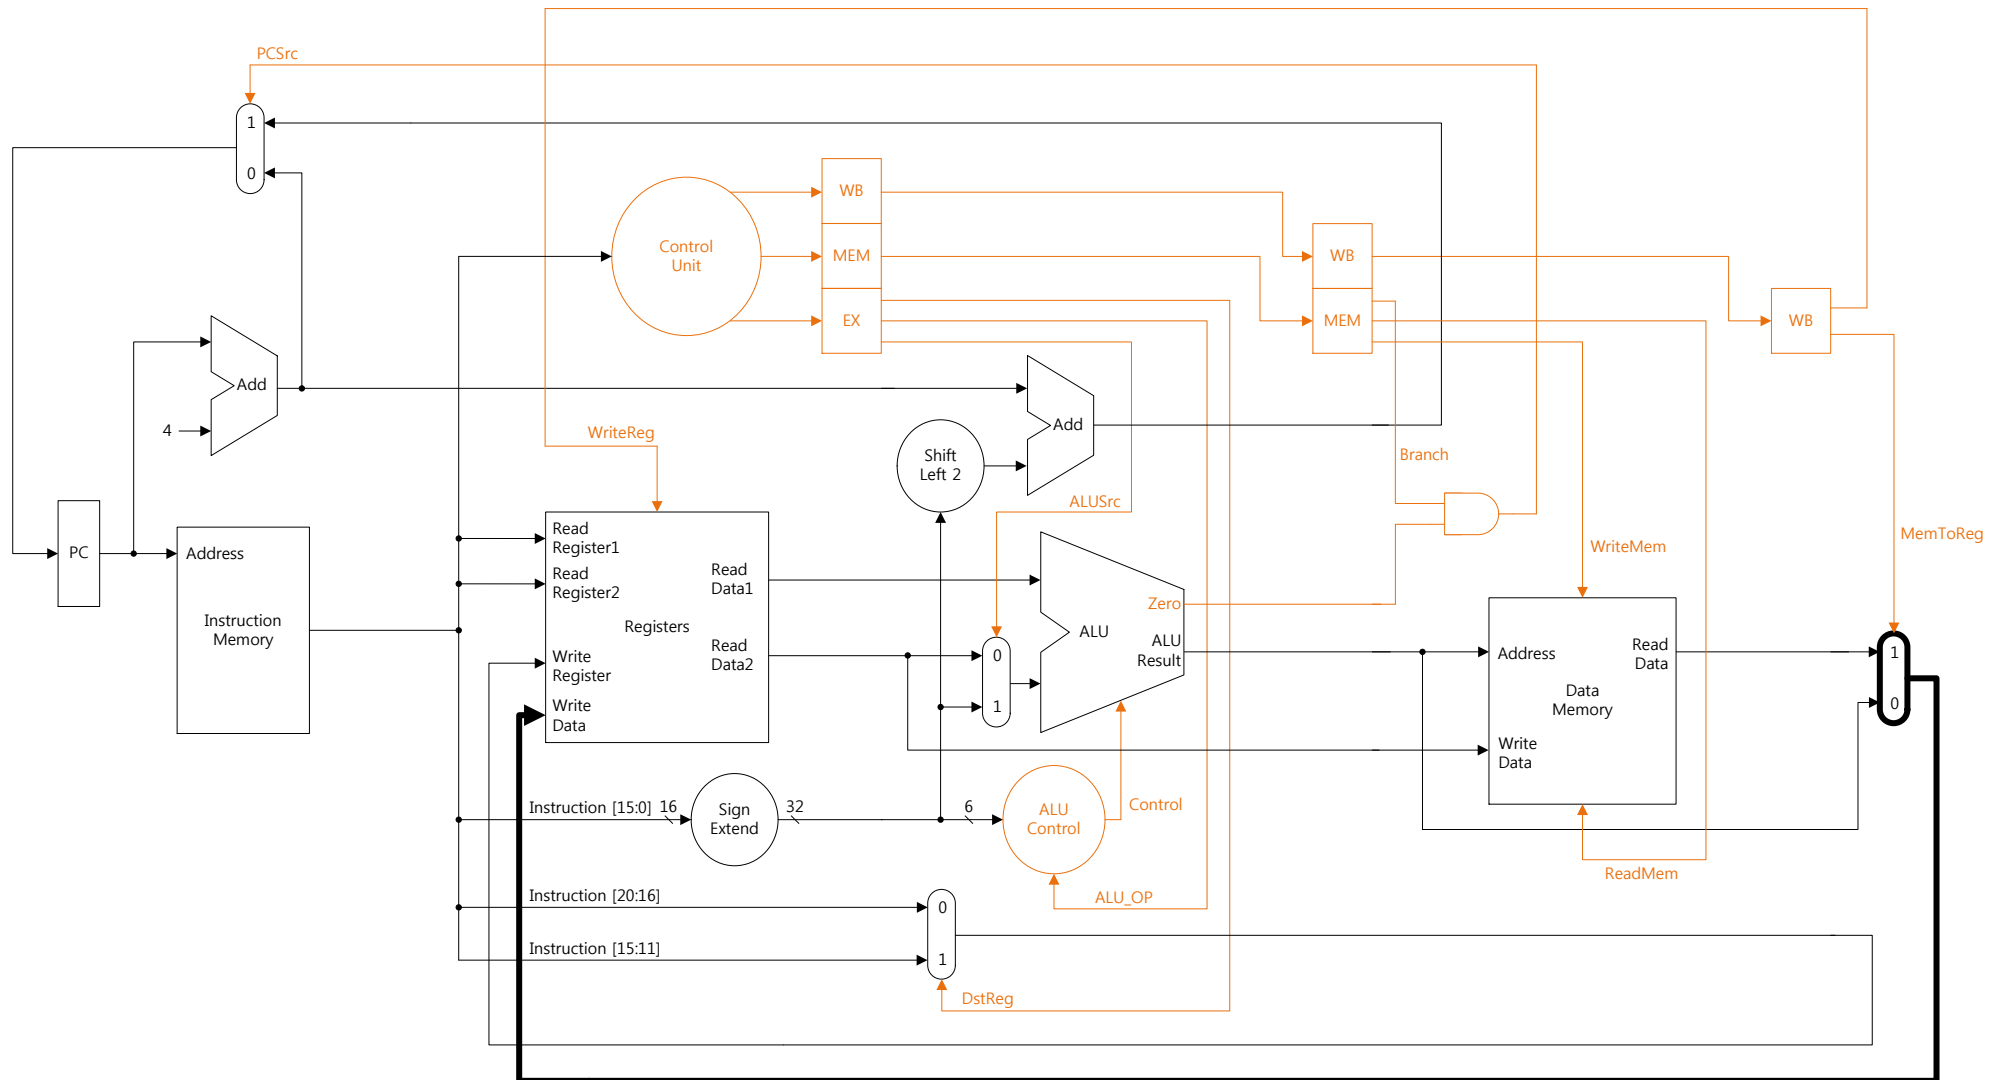 PCSrc
1
0
WB
Control
Unit
MEM
EX
WB
MEM
WB
Add
4
Add
WriteReg
Shift
Left 2
Branch
ALUSrc
PC
Address
Instruction
Memory
Read
Register1
Read
Register2
Read
Data1
Registers
Read
Data2
Write
Register
Write
Data
0
1
Zero
ALU
ALU
Result
WriteMem
MemToReg
Address
Read
Data
Data
Memory
Write
Data
1
0
Instruction [15:0]
16
Sign
Extend
32
6
ALU
Control
Control
ReadMem
ALU_OP
Instruction [20:16]
0
Instruction [15:11]
1
DstReg